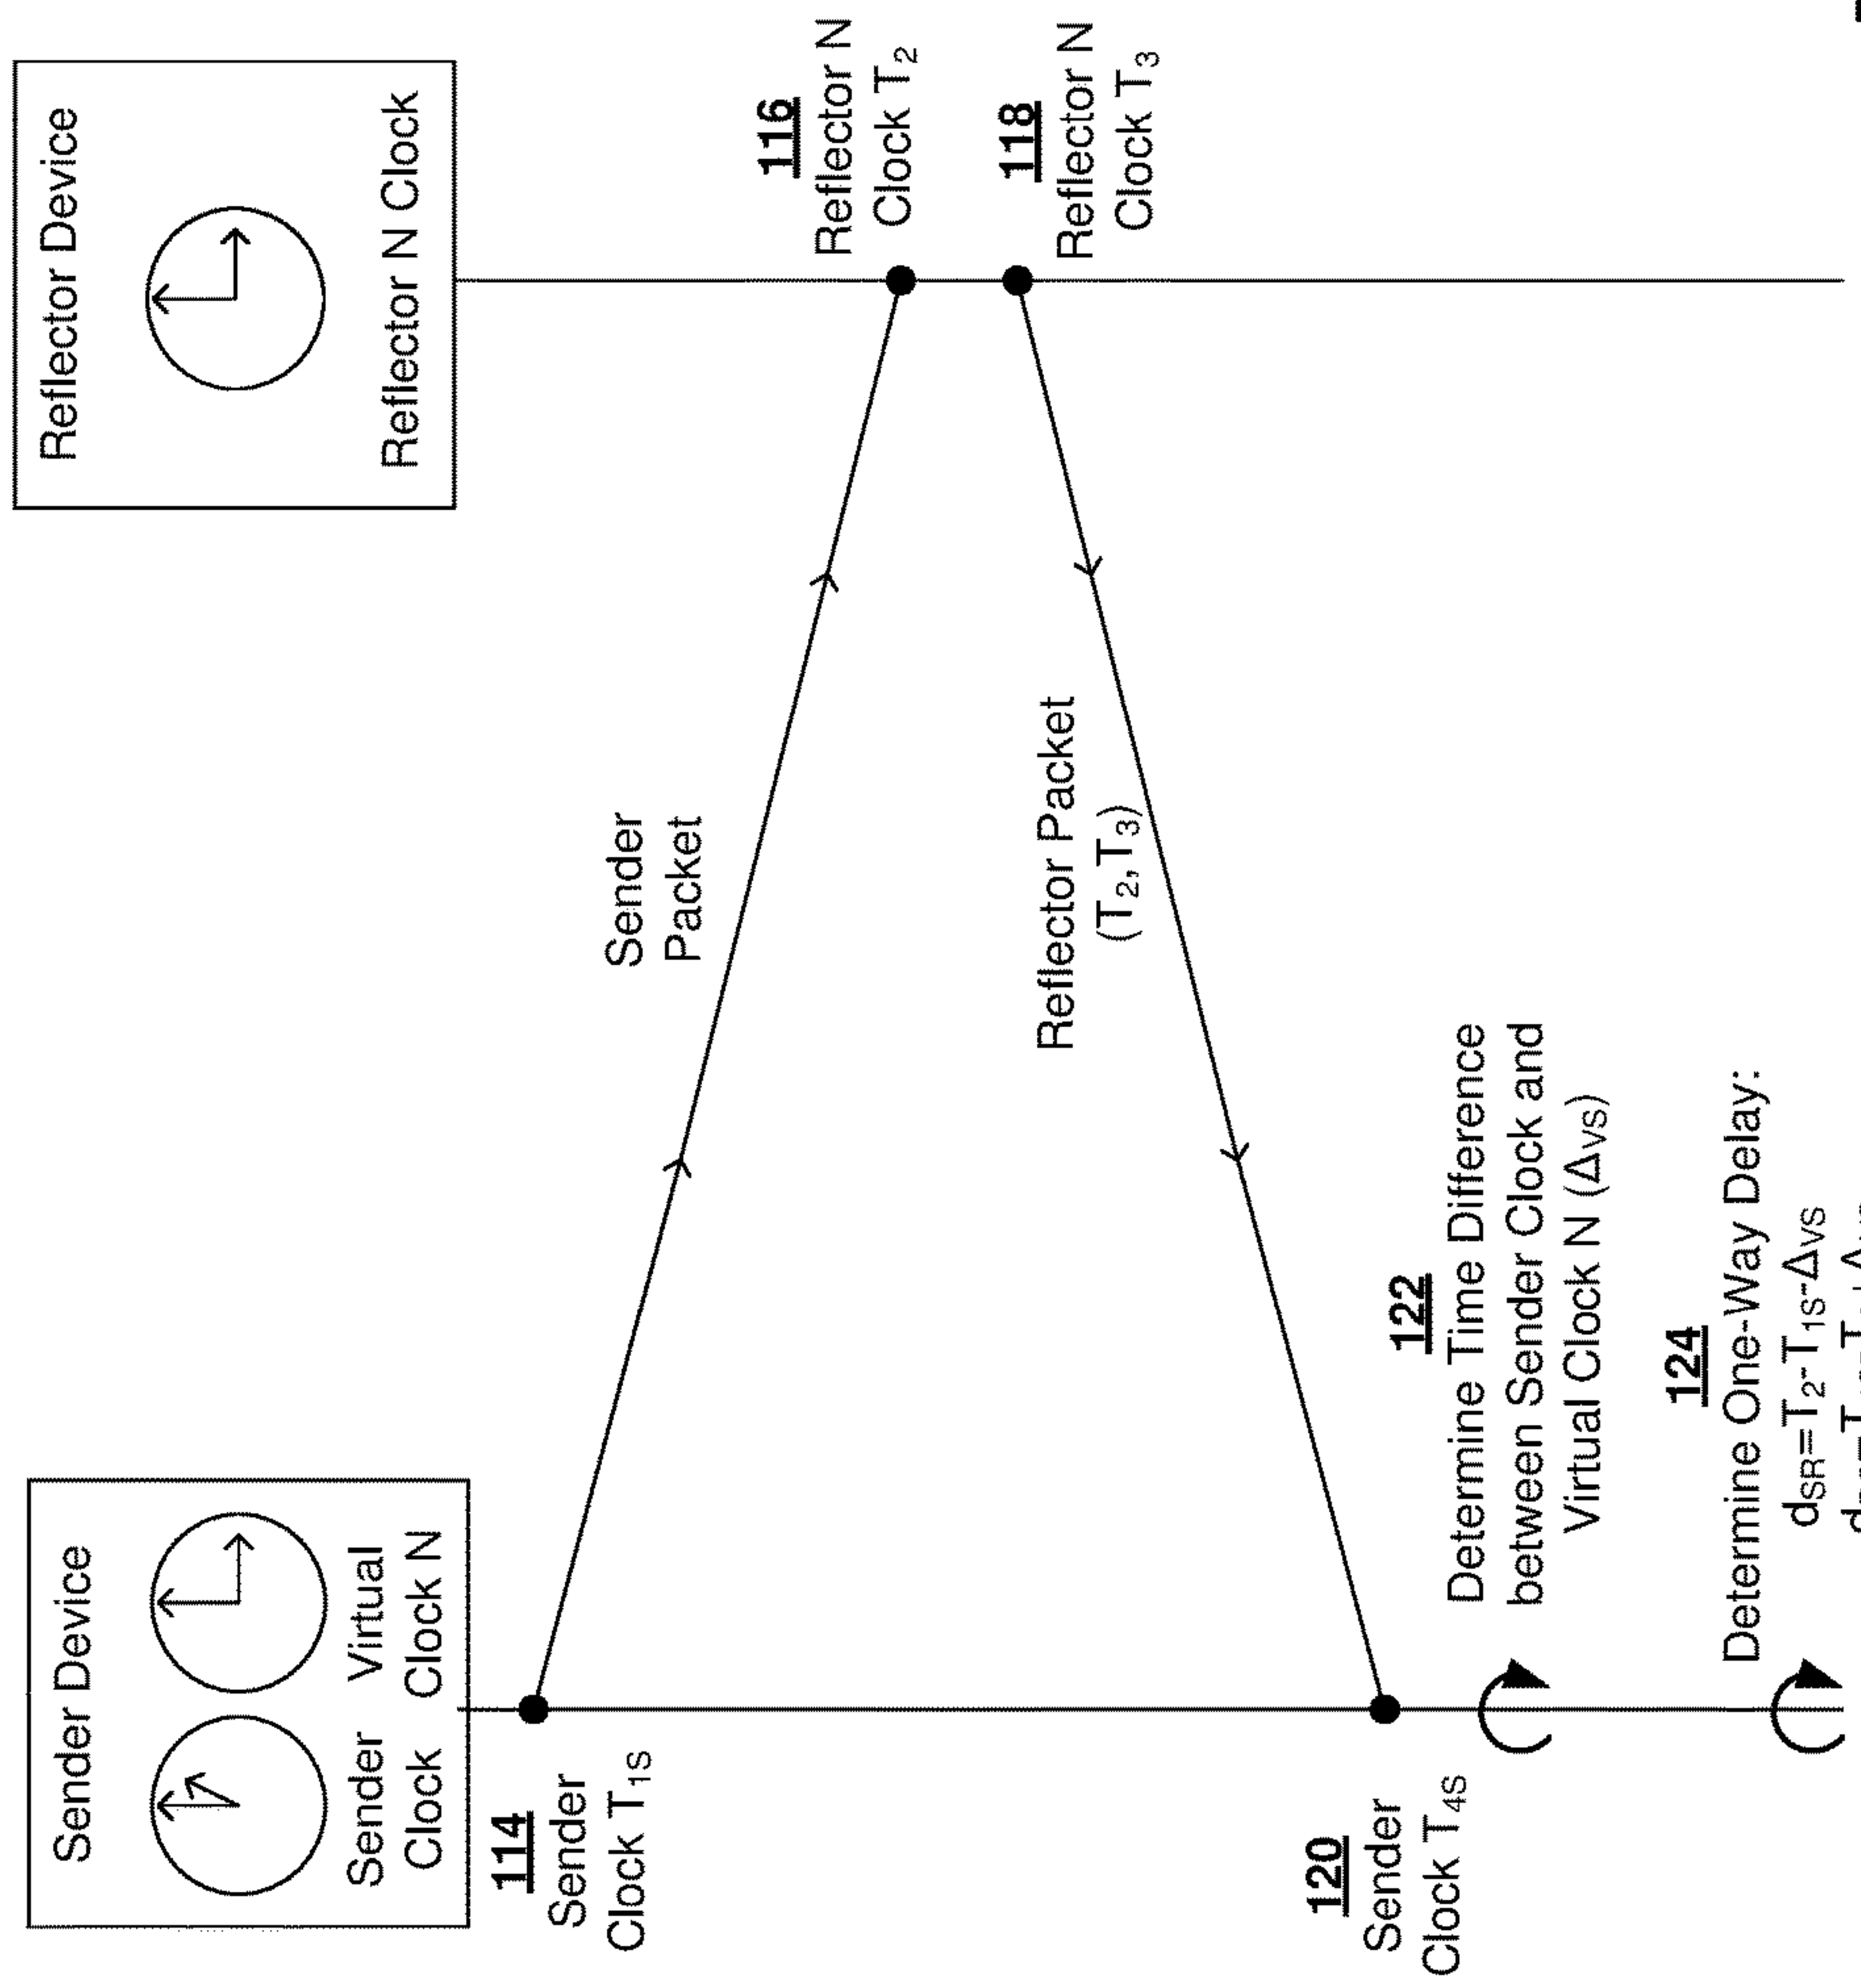 Sender Device
Sender
Clock
Virtual
Clock N
Reflector Device
Reflector N Clock
114
Sender
Clock T1S
Sender
Packet
116
Reflector N
Clock T2
118
Reflector N
Clock T3
Reflector Packet
(T2,T3)
120
Sender
Clock T4S
122
Determine Time Difference
between Sender Clock and
Virtual Clock N (ΔVS)
124
Determine One-Way Delay:
dSR=T2-T1S-ΔVS